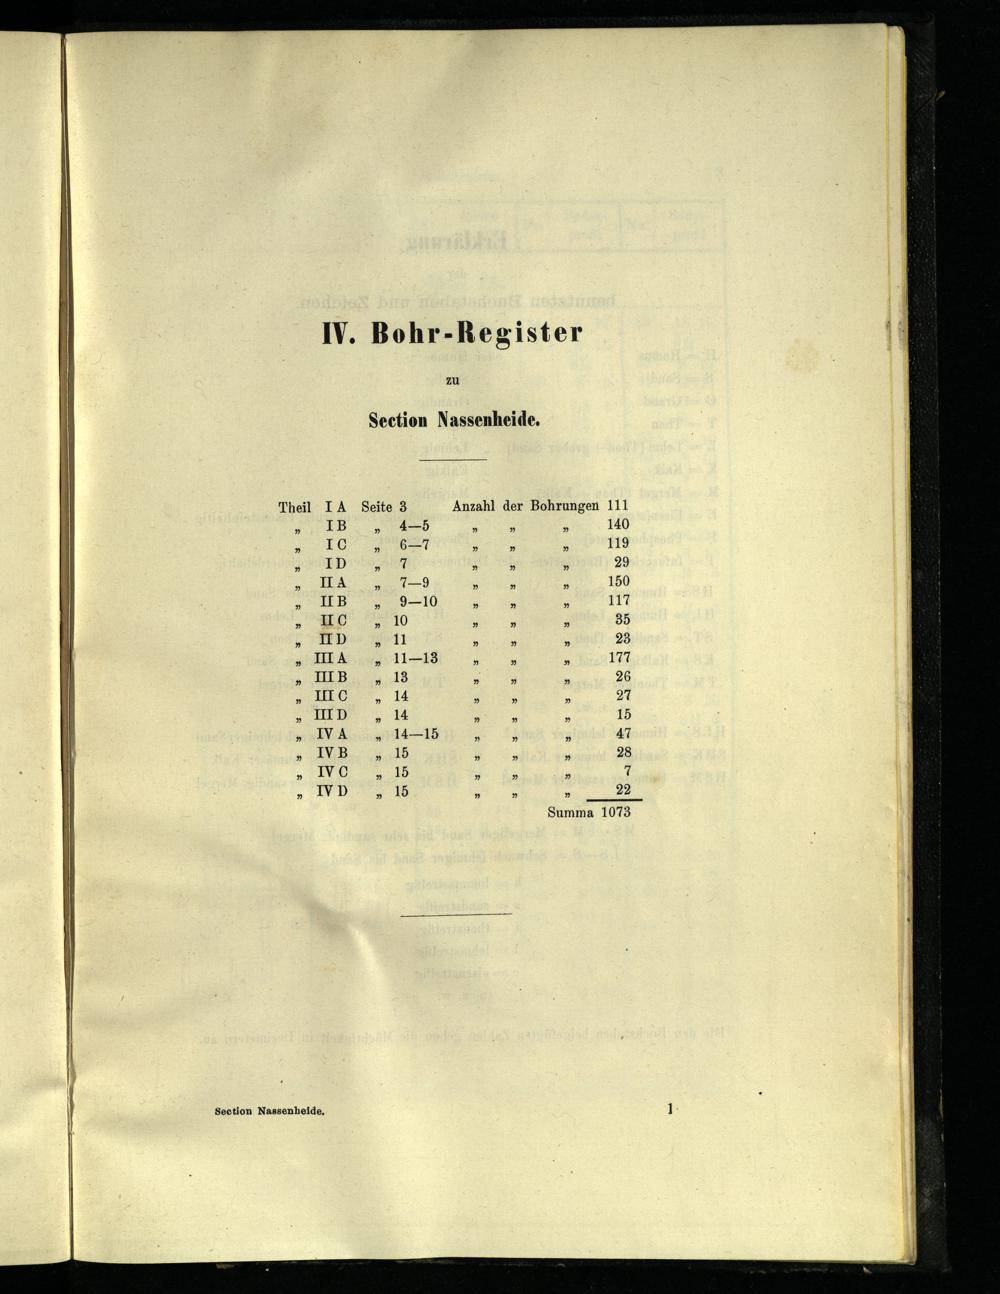 IV. Bohr-Register
zu
Section Nassenheide.
Theil I A Seite 3 Anzahl der Bohrungen 111
„ I B „ 4—5 „ „ „ 140
„ I C „ 6—7 „ „ „ 119
„ I D „ 7 „ „ „ 29
„ II A „ 7—9 „ „ „ 150
„ II B „ 9—10 „ „ „ 117
„ II C „ 10 „ „ „ 35
„ II D „ 11 „ „ „ 23
„ III A „ 11—13 „ „ „ 177
„ III B „ 13 „ „ „ 26
„ III C „ 14 „ „ „ 27
„ III D „ 14 „ „ „ 15
„ IV A „ 14—15 „ „ „ 47
„ IV B „ 15 „ „ „ 28
„ IV C „ 15 „ „ „ 7
„ IV D „ 15 „ „ „ 22
Summa 1073
Section Nassenheide. 1